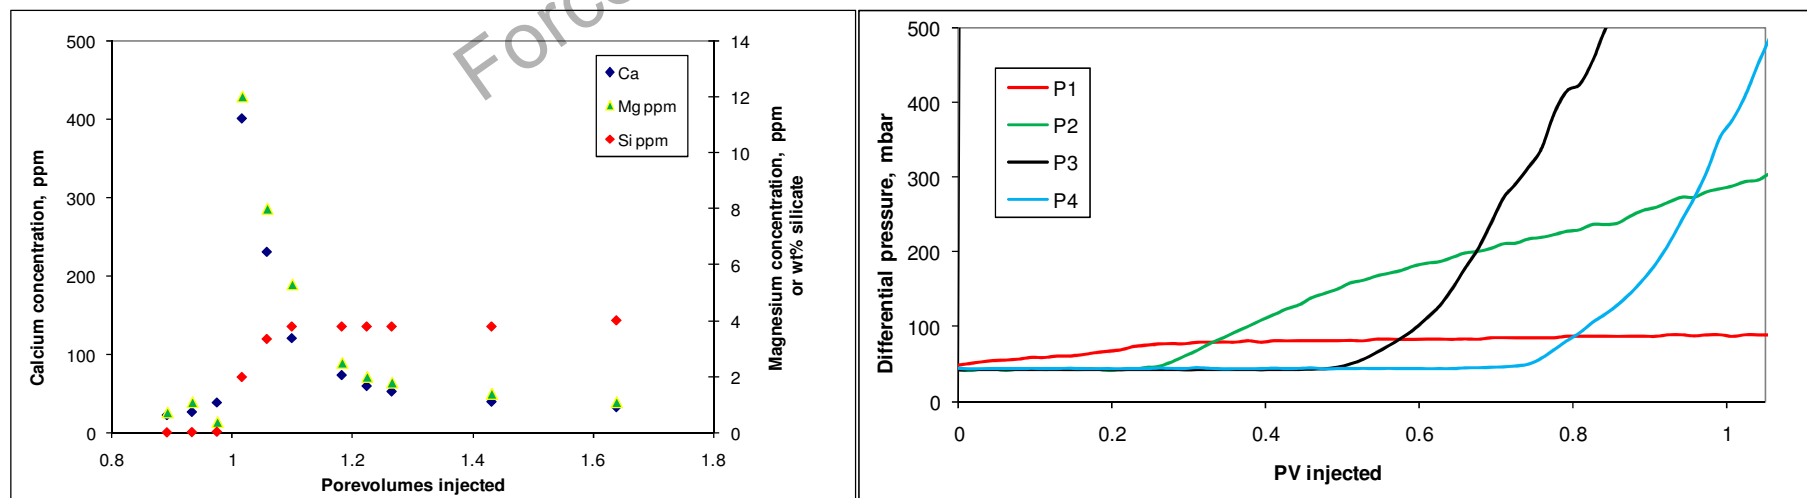 Force
500
400
300
200
100
0
14
12
10
8
6
4
2
0
0.8
1
1.2
1.4
1.6
1.8
Calcium concentration, ppm
Magnesium concentration, ppm
or wt% silicate
Porevolumes injected
Ca
Mg ppm
Si ppm
500
400
300
200
100
0
0
0.2
0.4
0.6
0.8
1
Differential pressure, mbar
PV injected
P1
P2
P3
P4